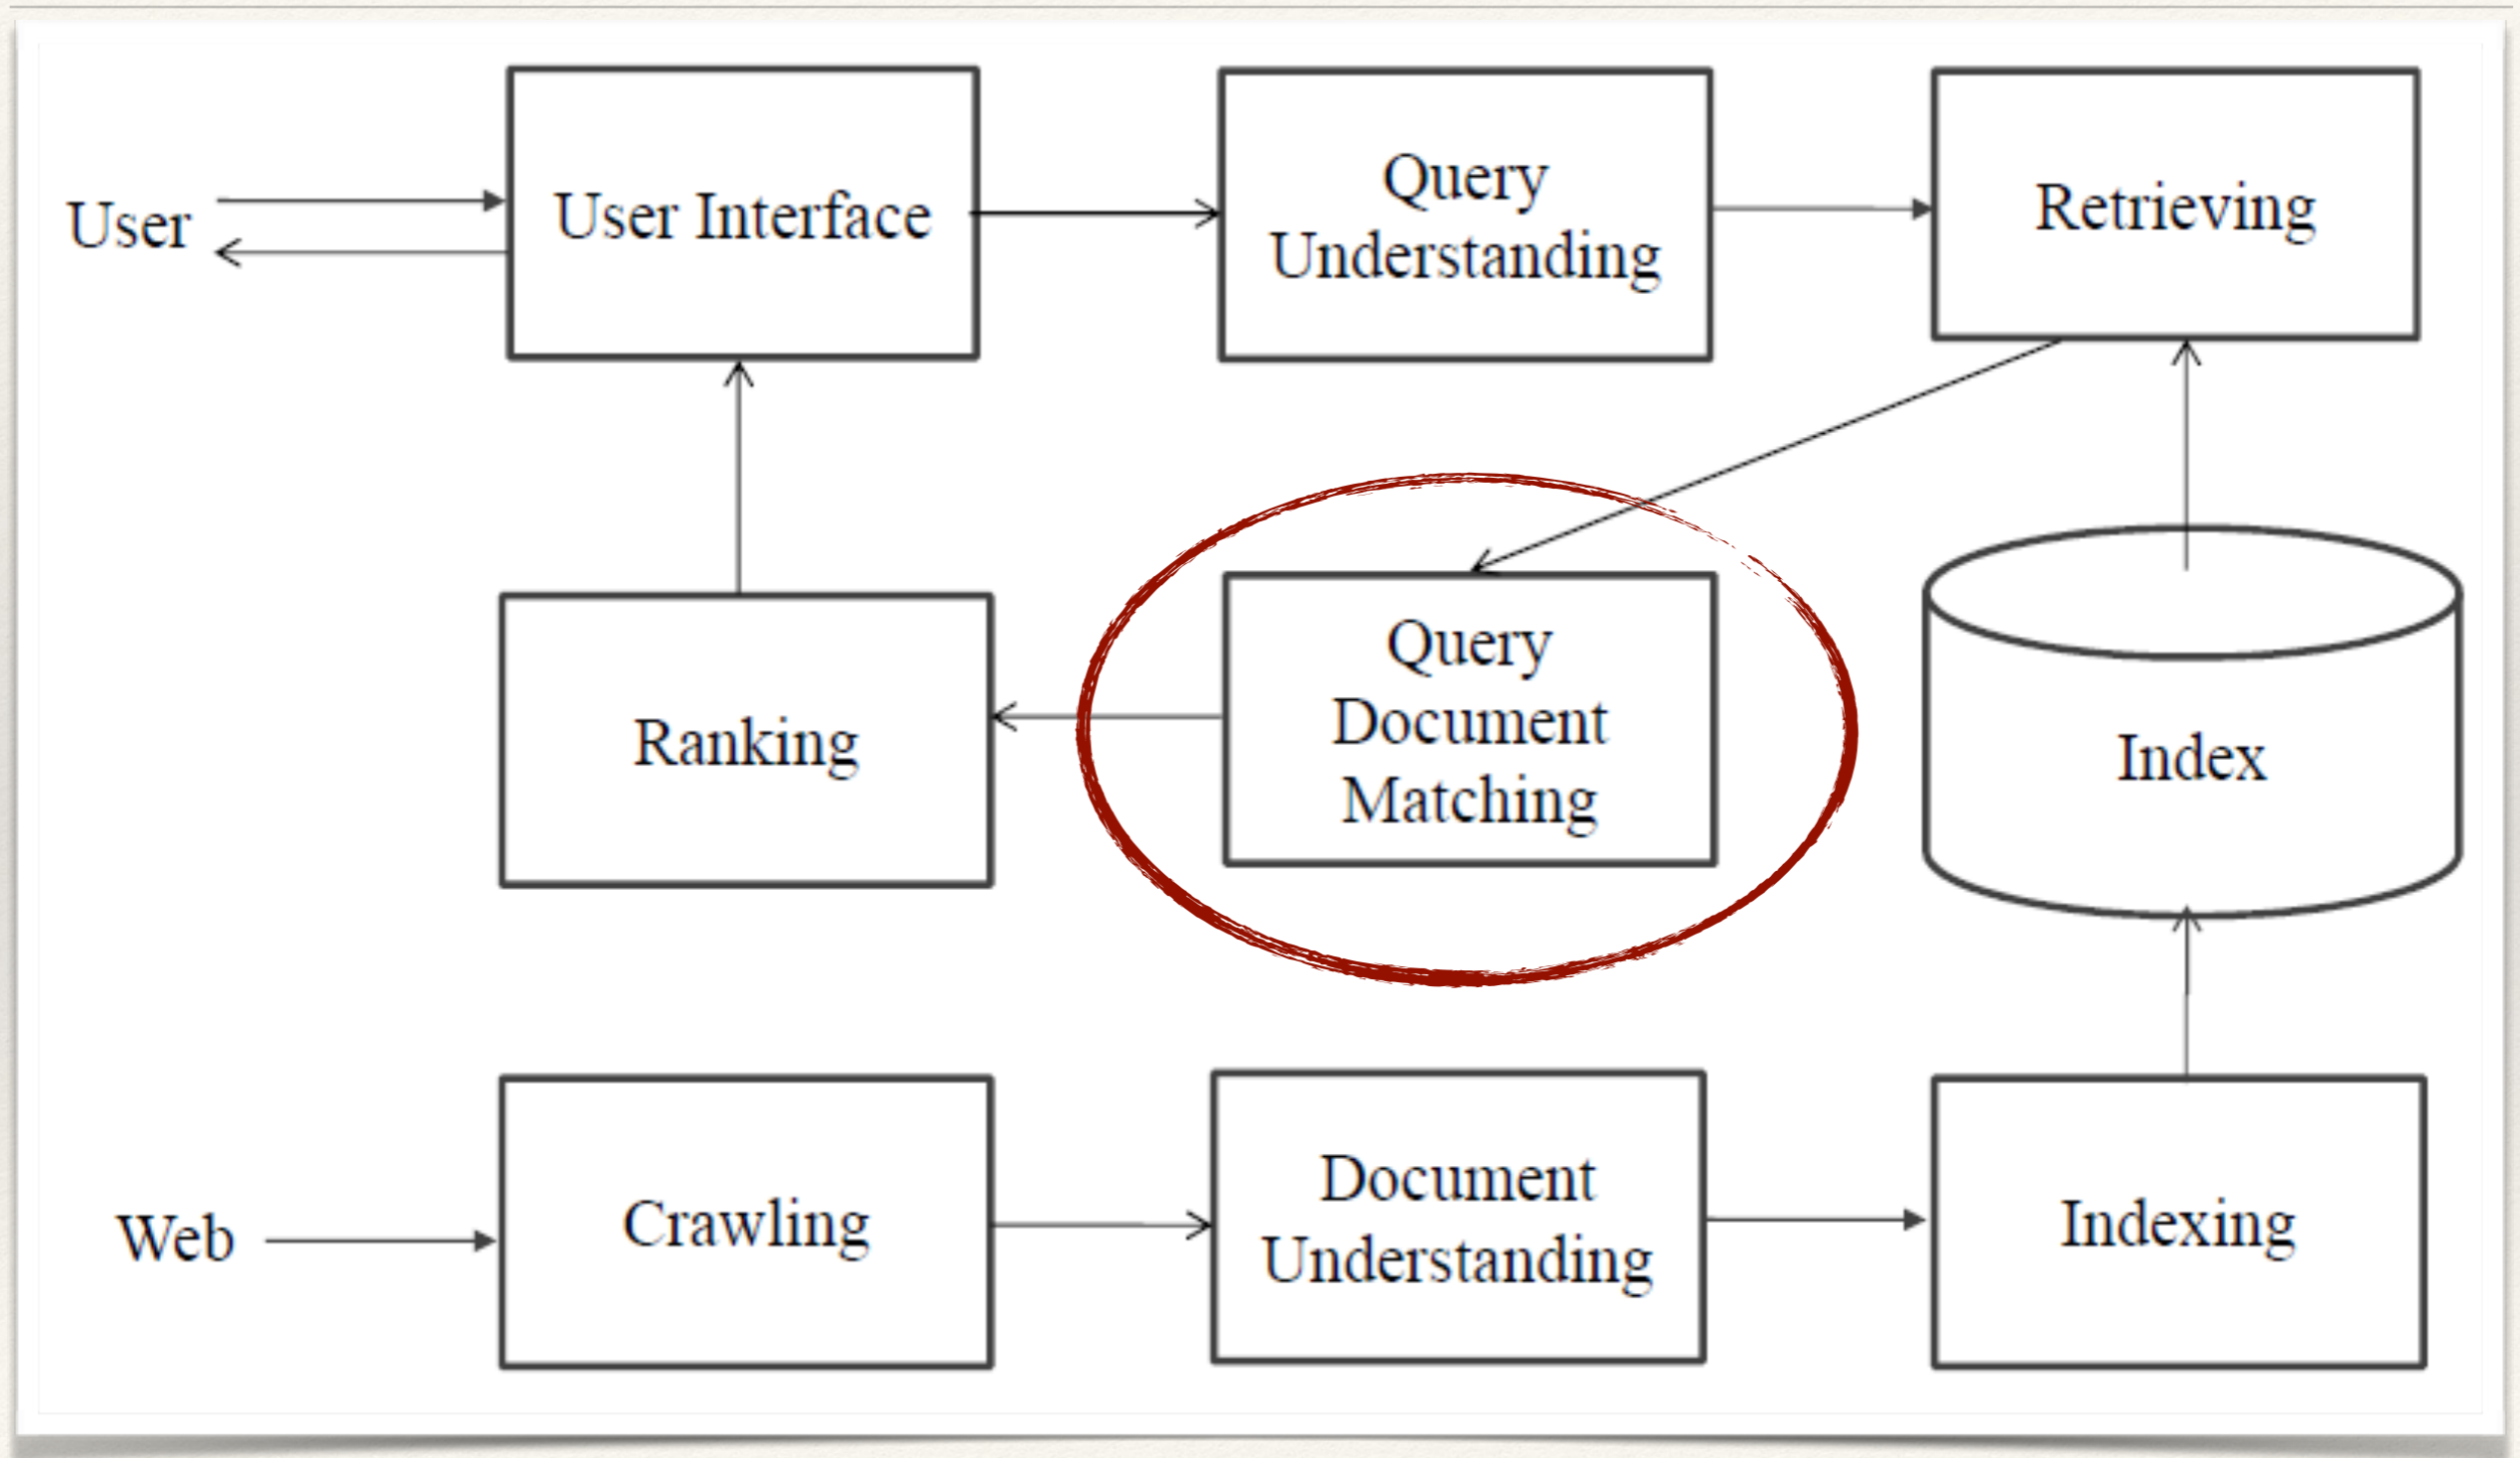 User
User Interface
Query
Understanding
Retrieving
Ranking
Query
Document
Matching
Index
Web
Crawling
Document
Understanding
Indexing